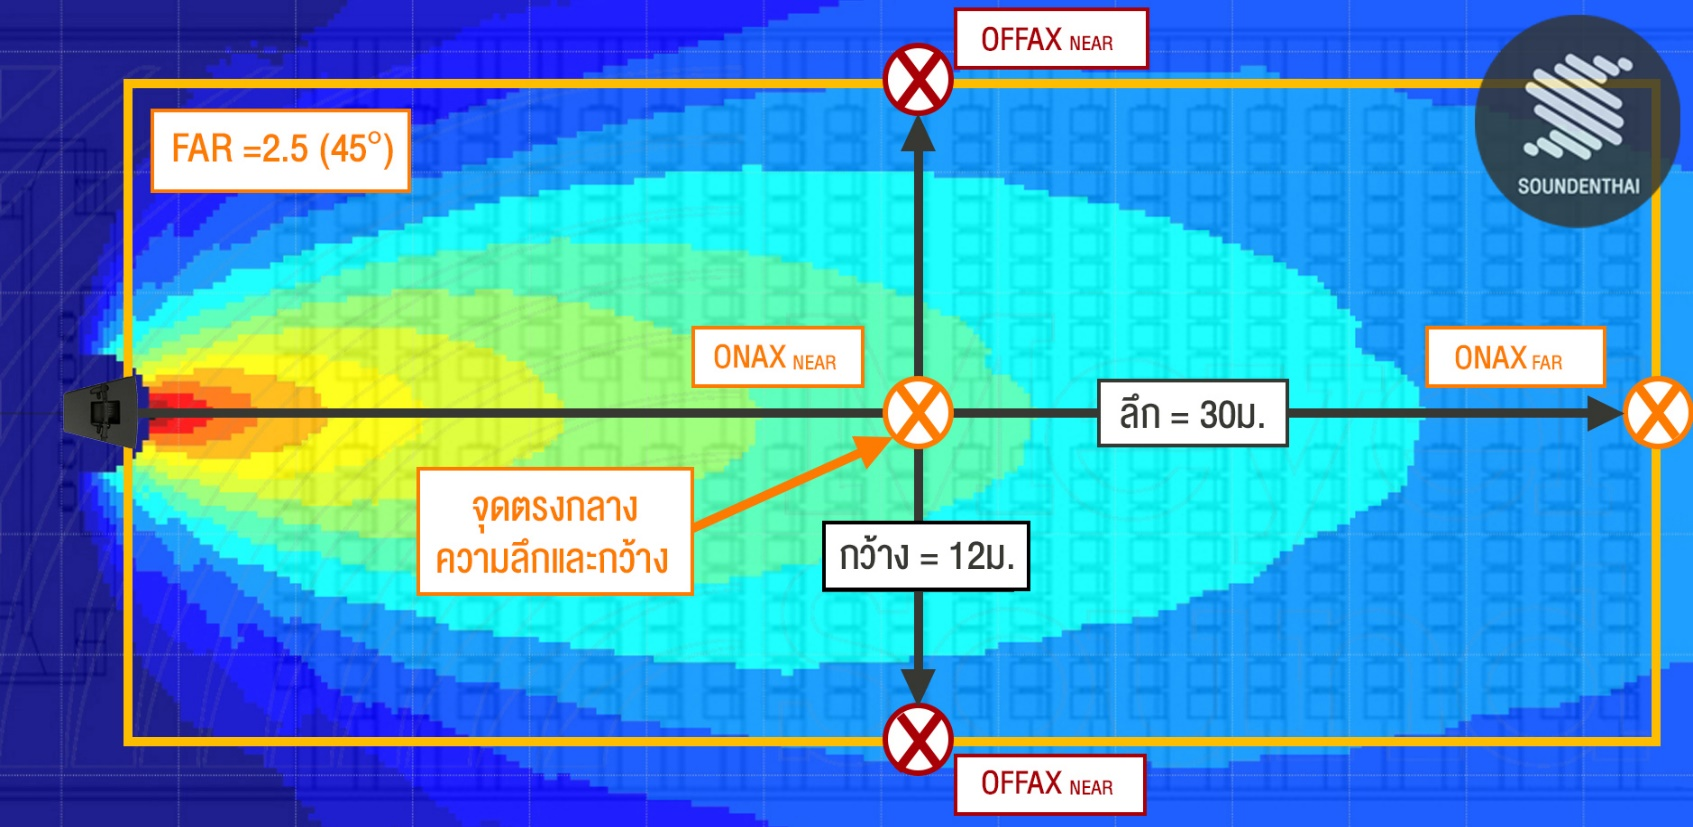 OFFAX NEAR
FAR =2.5 (45°)
SOUNDENTHAI
ONAX NEAR
ONAX FAR
ลึก = 30ม.
จุดตรงกลาง
ความลึกและกว้าง
กว้าง = 12ม.
OFFAX NEAR